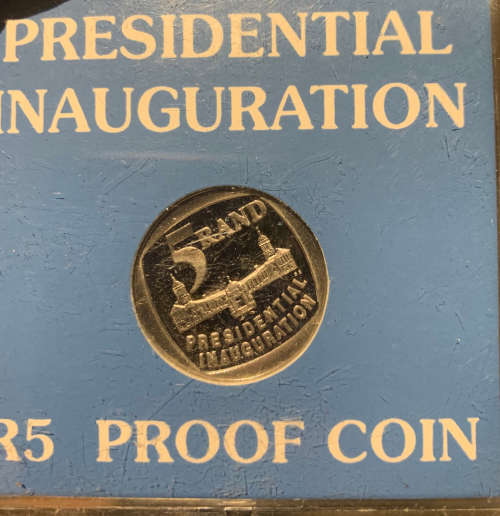 PRESIDENTIAL
INAUGURATION
5 RAND
PRESIDENTIAL
INAUGURATION
R5 PROOF COIN